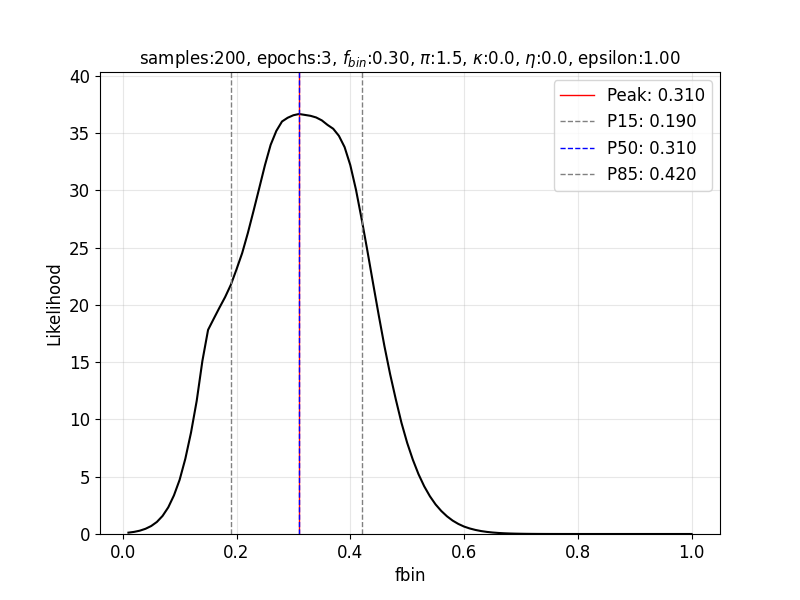 samples:200, epochs:3, f_bin:0.30, π:1.5, κ:0.0, η:0.0, epsilon:1.00
40
35
30
25
20
15
10
5
0
Likelihood
Peak: 0.310
P15: 0.190
P50: 0.310
P85: 0.420
0.0 0.2 0.4 0.6 0.8 1.0
fbin